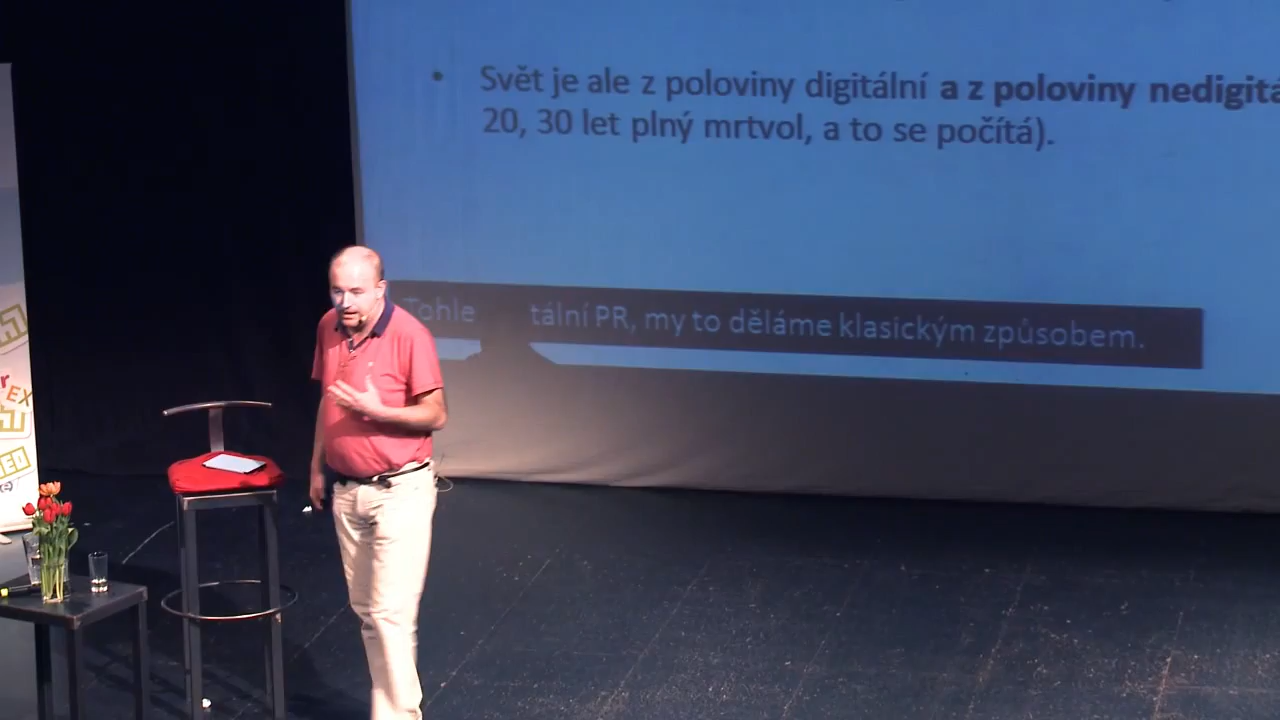 • Svět je ale z poloviny digitální a z poloviny nedigitá
20, 30 let plný mrtvol, a to se počítá).
Tohle tální PR, my to děláme klasickým způsobem.
EX